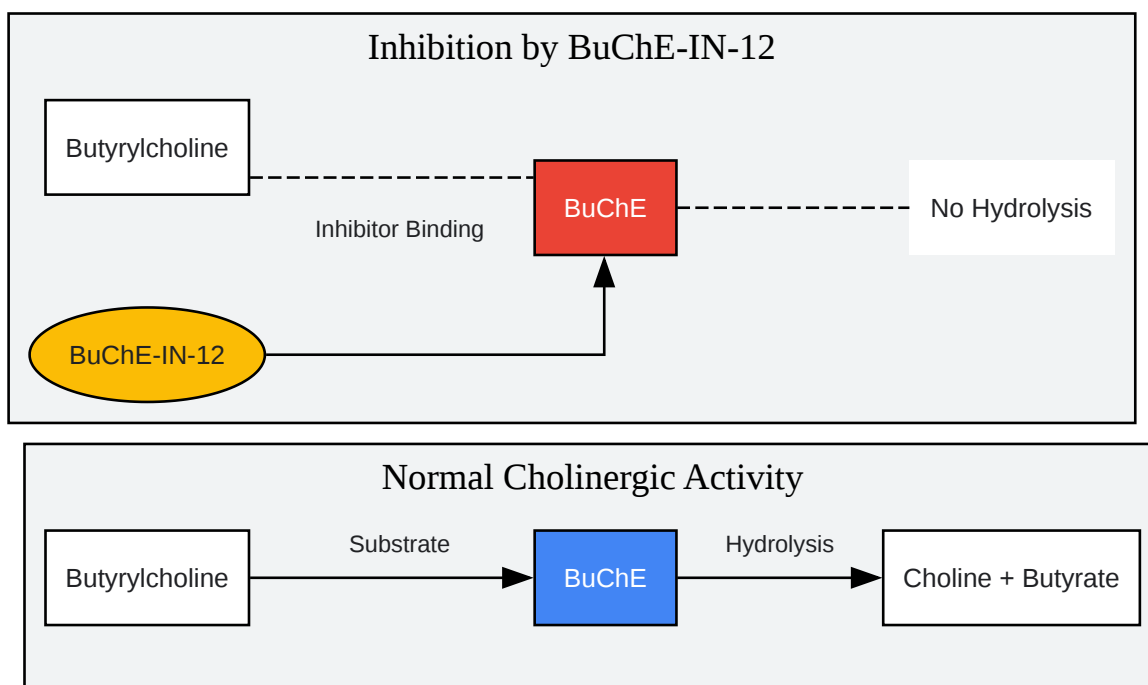 Inhibition by BuChE-IN-12
Butyrylcholine
BuChE
No Hydrolysis
Inhibitor Binding
BuChE-IN-12
Normal Cholinergic Activity
Substrate
Hydrolysis
Butyrylcholine
BuChE
Choline + Butyrate